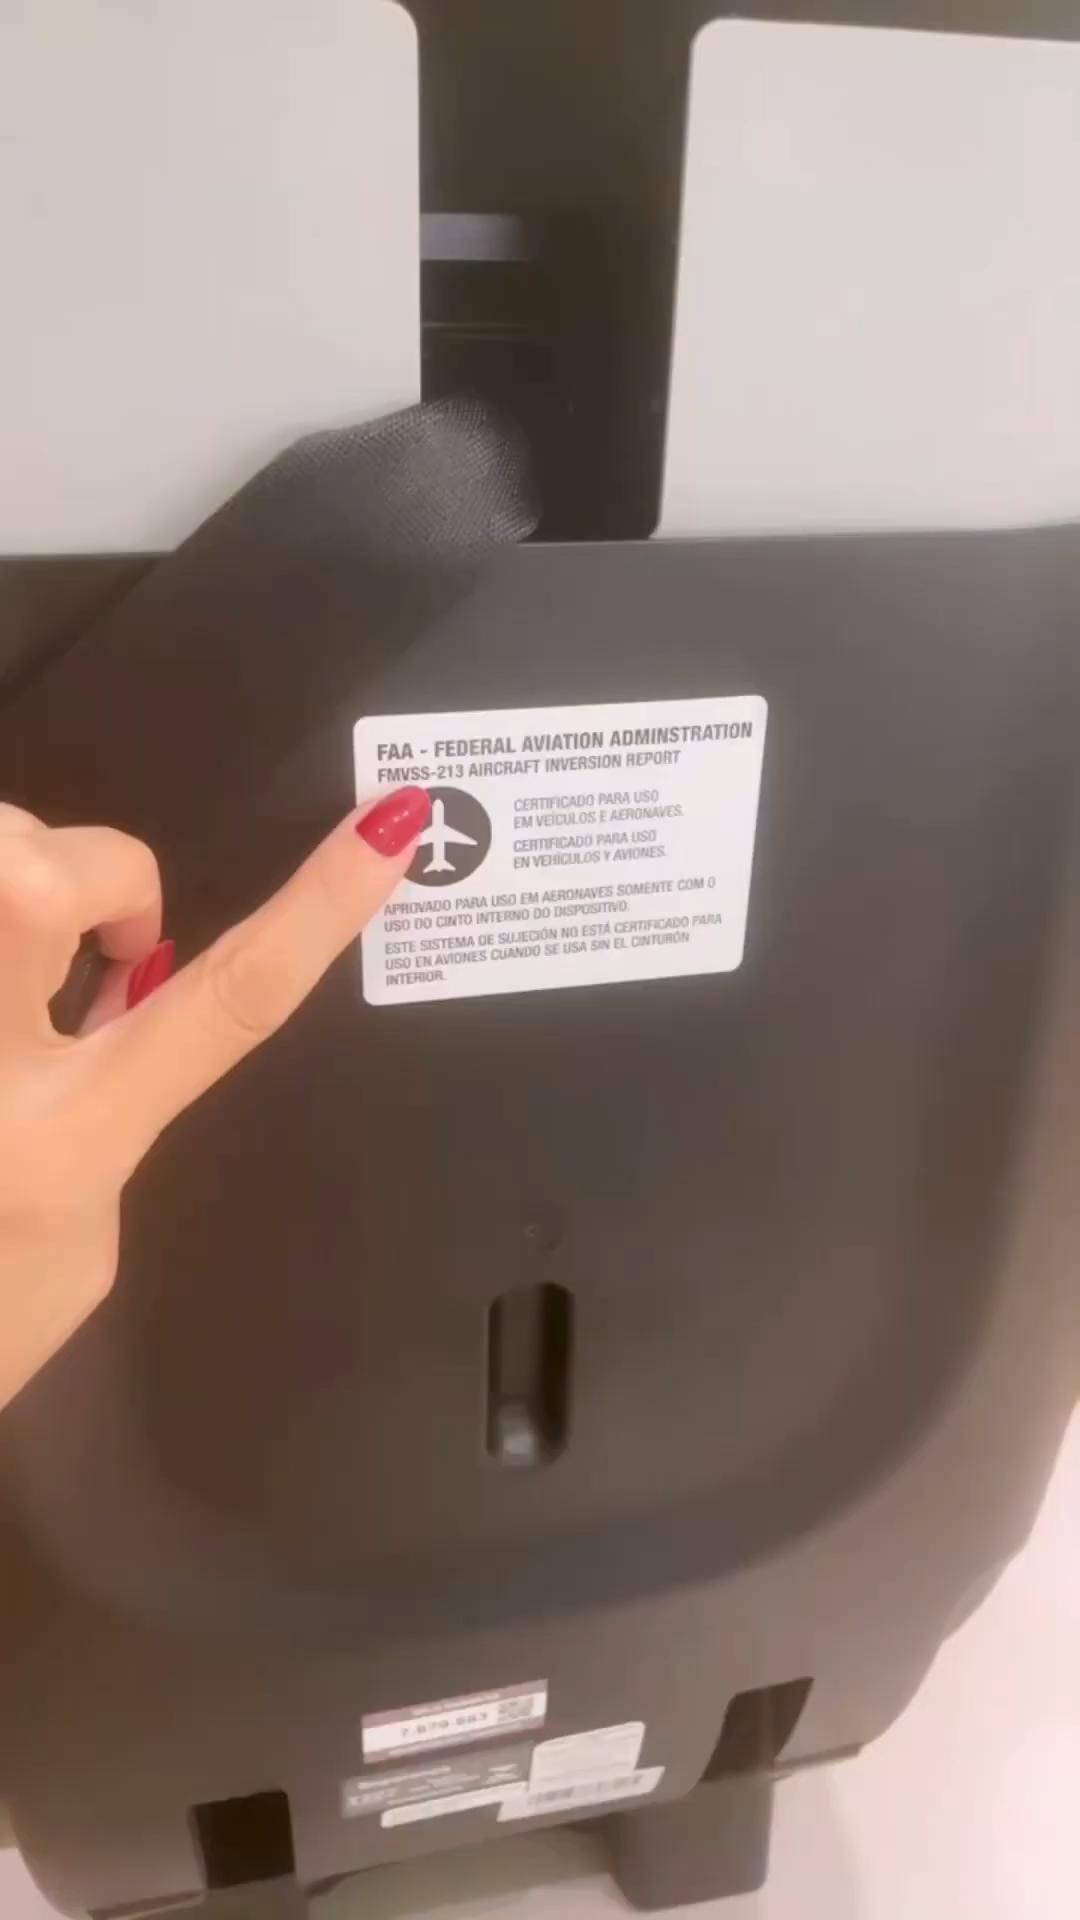 FAA - FEDERAL AVIATION ADMINSTRATION
FMVSS-213 AIRCRAFT INVERSION REPORT
CERTIFICADO PARA USO
EM VEÍCULOS E AERONAVES.
CERTIFICADO PARA USO
EN VEHÍCULOS Y AVIONES.
APROVADO PARA USO EM AERONAVES SOMENTE COM O
USO DO CINTO INTERNO DO DISPOSITIVO.
ESTE SISTEMA DE SUJECIÓN NO ESTÁ CERTIFICADO PARA
USO EN AVIONES CUANDO SE USA SIN EL CINTURÓN
INTERIOR.